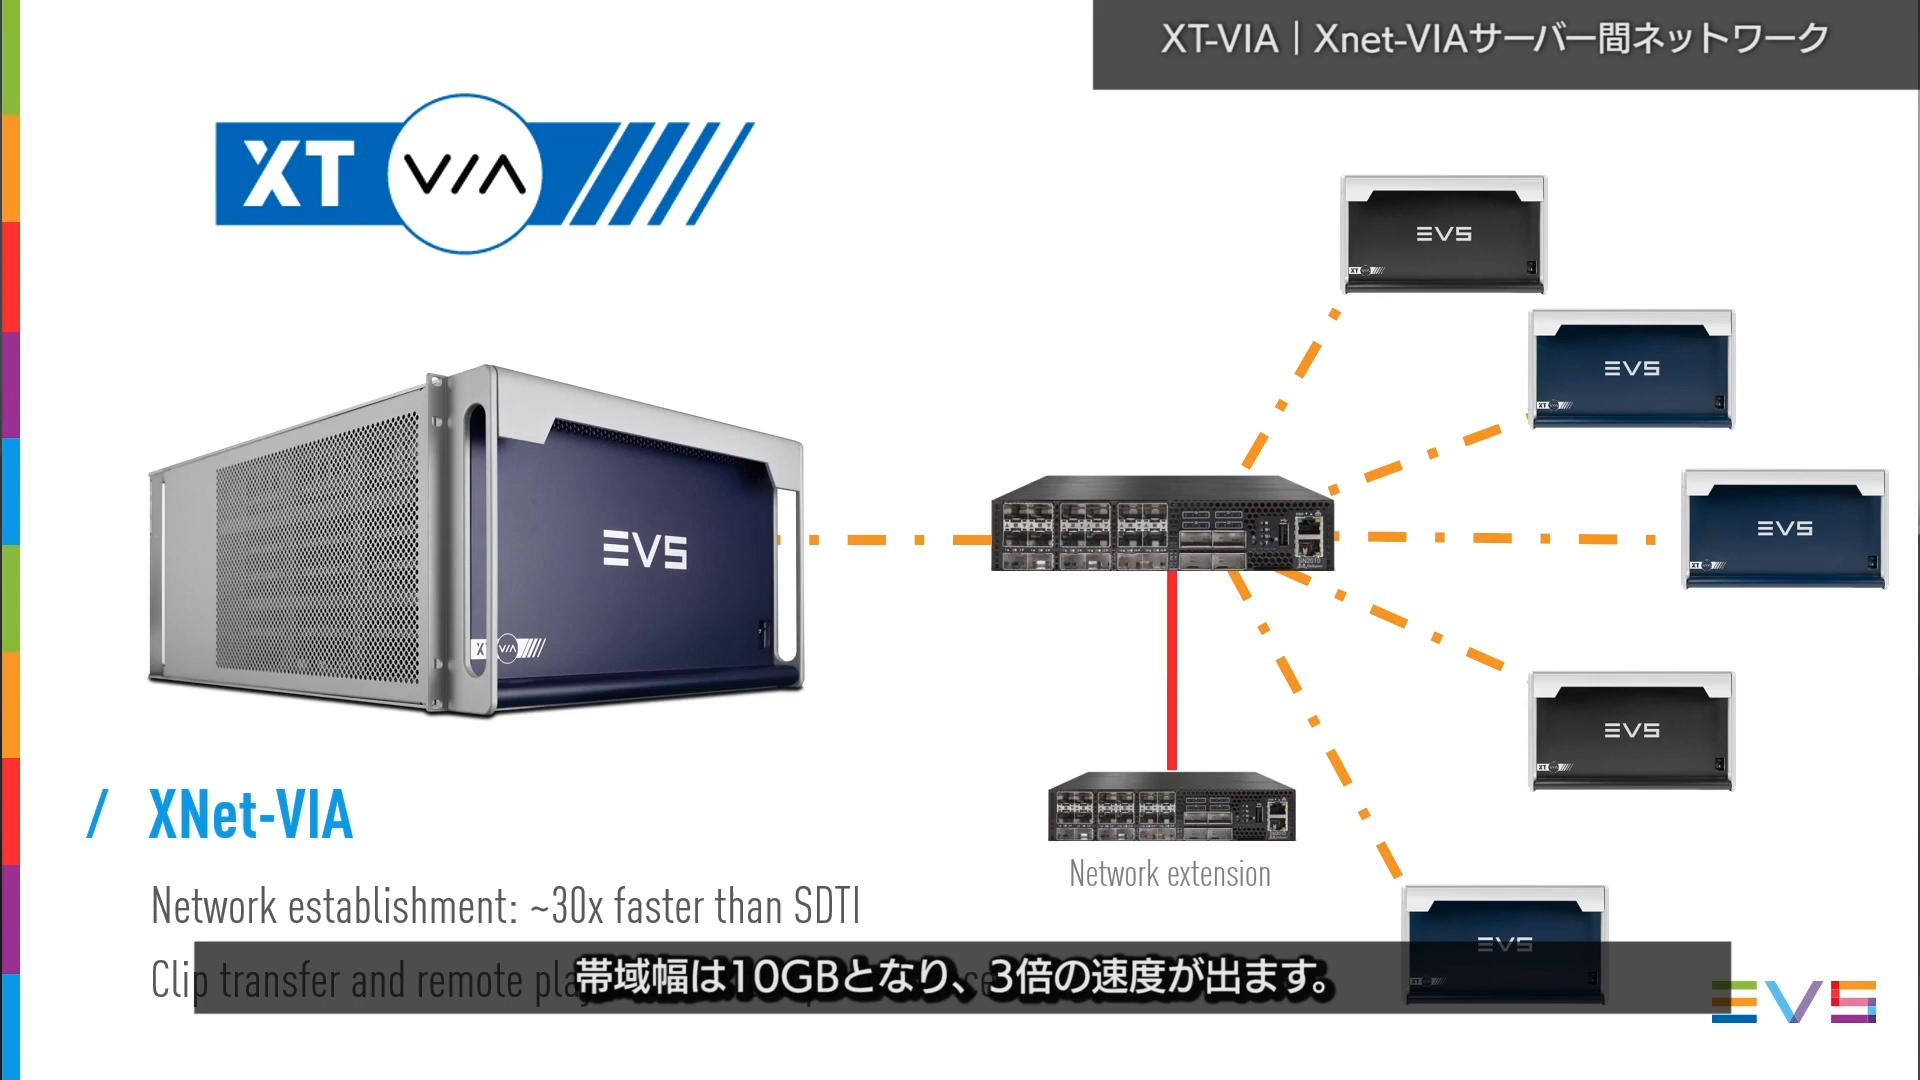 XT-VIA｜Xnet-VIAサーバー間ネットワーク
XT VIA
EVS
EVS
EVS
EVS
XT VIA
EVS
EVS
Network extension
/ XNet-VIA
Network establishment: ~30x faster than SDTI
Clip transfer and remote play
帯域幅は10GBとなり、3倍の速度が出ます。
EVS